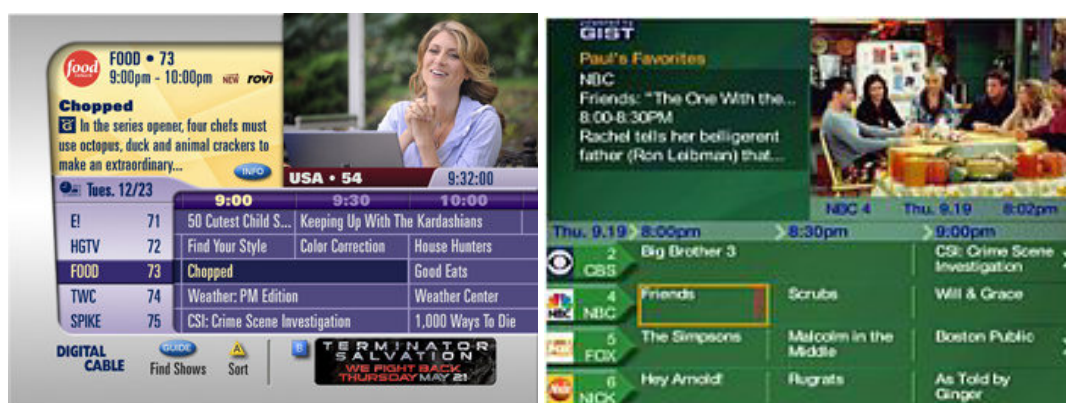 food
FOOD • 73
9:00pm - 10:00pm NEW rovi
Chopped
In the series opener, four chefs must
use octopus, duck and animal crackers to
make an extraordinary...
INFO
USA • 54 9:32:00
Tues. 12/23
9:00 9:30 10:00
E! 71 50 Cutest Child S... Keeping Up With The Kardashians
HGTV 72 Find Your Style Color Correction House Hunters
FOOD 73 Chopped Good Eats
TWC 74 Weather: PM Edition Weather Center
SPIKE 75 CSI: Crime Scene Investigation 1,000 Ways To Die
DIGITAL
CABLE
GUIDE
Find Shows
A
Sort
B
TERMINATOR
SALVATION
WE FIGHT BACK
THURSDAY MAY 21
powered by
GIST
Paul's Favorites
NBC
Friends: "The One With the...
8:00-8:30PM
Rachel tells her belligerent
father (Ron Leibman) that...
NBC 4 Thu. 9.19 8:02pm
Thu. 9.19 8:00pm 8:30pm 9:00pm
2
CBS
Big Brother 3
CSI: Crime Scene
Investigation
4
NBC
Friends
Scrubs
Will & Grace
5
FOX
The Simpsons
Malcolm in the
Middle
Boston Public
6
NICK
Hey Arnold!
Rugrats
As Told by
Ginger